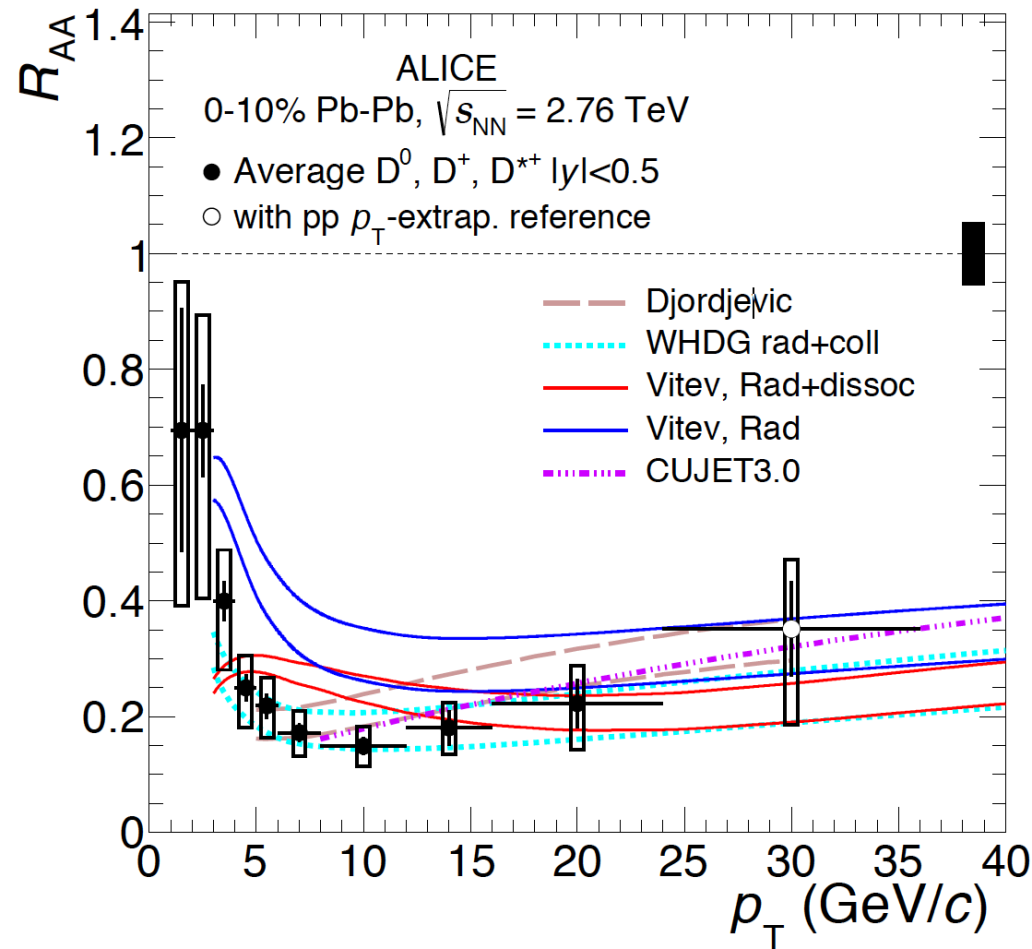 R_AA
ALICE
0-10% Pb-Pb, √s_NN = 2.76 TeV
● Average D⁰, D⁺, D*⁺ |y|<0.5
○ with pp p_T-extrap. reference
Djordjevic
WHDG rad+coll
Vitev, Rad+dissoc
Vitev, Rad
CUJET3.0
1.4
1.2
1
0.8
0.6
0.4
0.2
0
0 5 10 15 20 25 30 35 40
p_T (GeV/c)